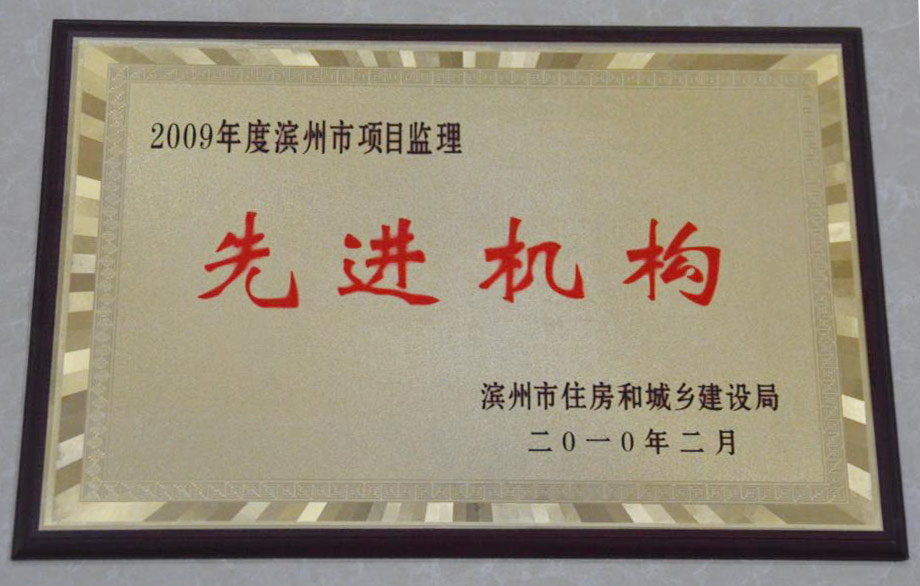 2009年度滨州市项目监理
先进机构
滨州市住房和城乡建设局
二0一0年二月